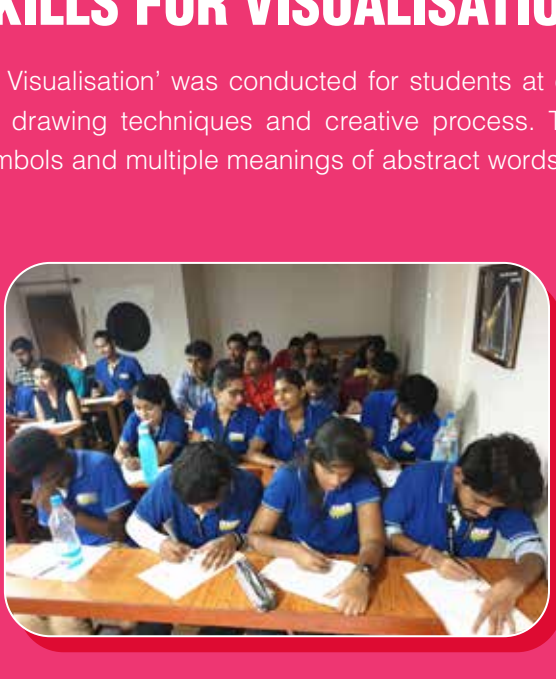 SKILLS FOR VISUALISATIO
Visualisation’ was conducted for students at
drawing techniques and creative process.
mbols and multiple meanings of abstract words